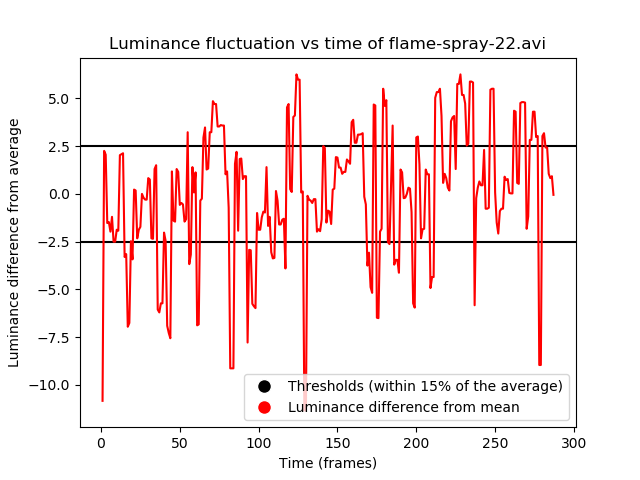 Luminance fluctuation vs time of flame-spray-22.avi
Luminance difference from average
5.0
2.5
0.0
−2.5
−5.0
−7.5
−10.0
Thresholds (within 15% of the average)
Luminance difference from mean
0 50 100 150 200 250 300
Time (frames)